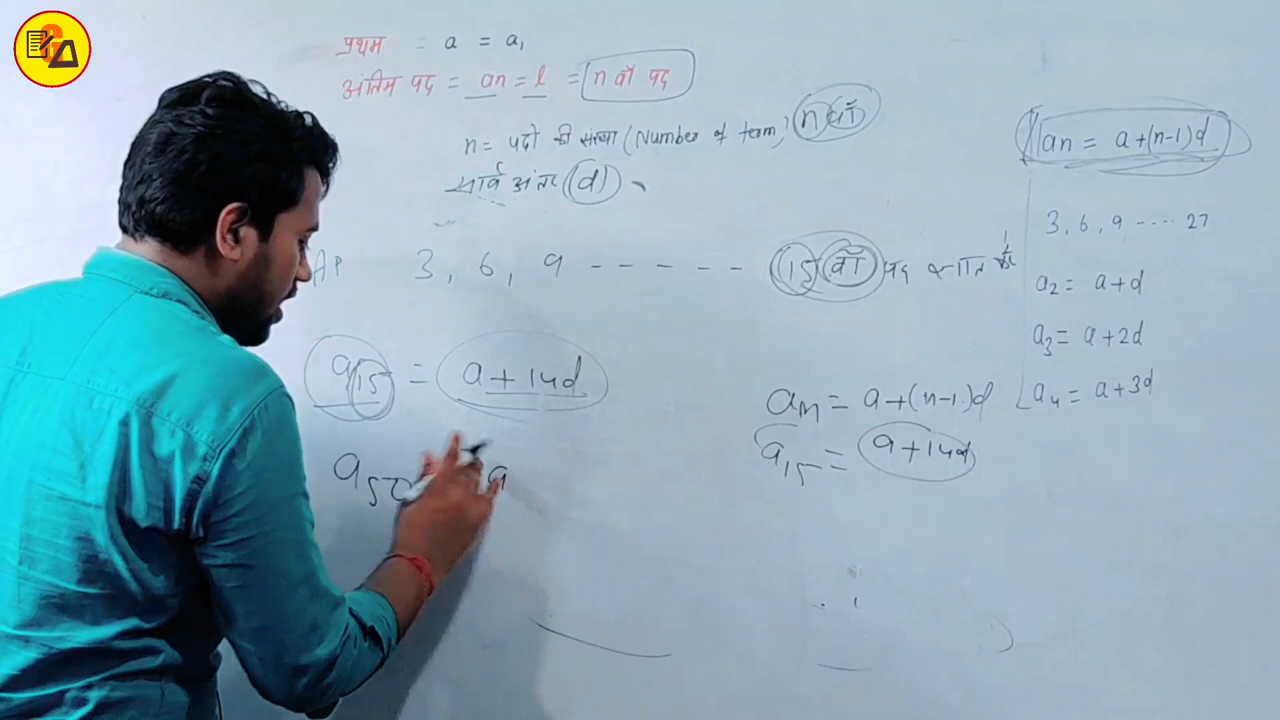 प्रथम = a = a₁
अंतिम पद = an = l = n वाँ पद
n = पदों की संख्या (Number of term) n वाँ
सार्व अंतर (d)
AP 3, 6, 9 ------ 15 वाँ पद ज्ञात करें
a₁₅ = a + 14d
a₅₀ = a
aₙ = a + (n-1)d
a₁₅ = a + 14d
an = a + (n-1)d
3, 6, 9 ---- 27
a₂ = a + d
a₃ = a + 2d
a₄ = a + 3d